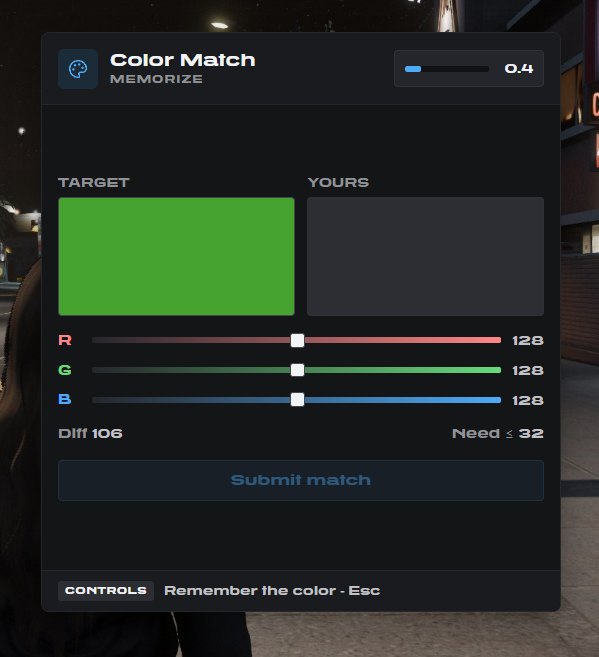 Color Match
MEMORIZE
0.4
TARGET
YOURS
R
128
G
128
B
128
Diff 106
Need ≤ 32
Submit match
CONTROLS
Remember the color - Esc